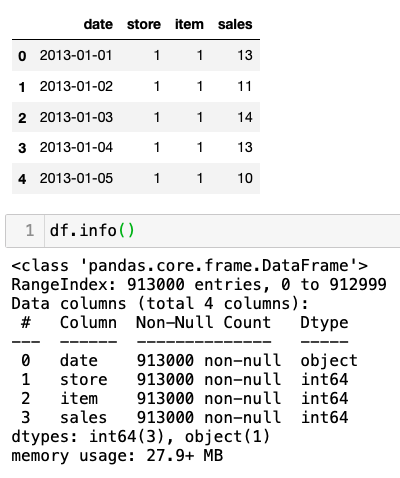 date store item sales
0 2013-01-01 1 1 13
1 2013-01-02 1 1 11
2 2013-01-03 1 1 14
3 2013-01-04 1 1 13
4 2013-01-05 1 1 10
1 df.info()
<class 'pandas.core.frame.DataFrame'>
RangeIndex: 913000 entries, 0 to 912999
Data columns (total 4 columns):
# Column Non-Null Count Dtype
--- ------ -------------- -----
0 date 913000 non-null object
1 store 913000 non-null int64
2 item 913000 non-null int64
3 sales 913000 non-null int64
dtypes: int64(3), object(1)
memory usage: 27.9+ MB